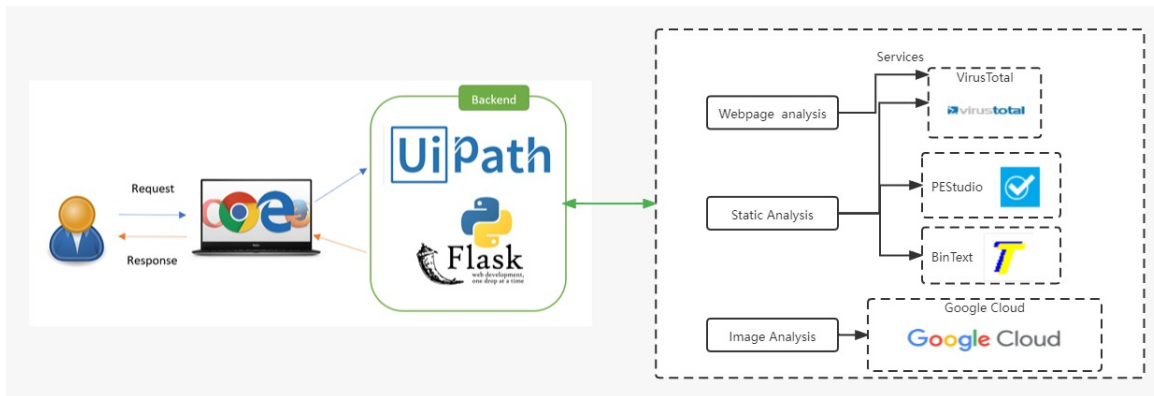 Request
Response
Backend
UiPath
Flask
web development,
one drop at a time
Services
Webpage analysis
VirusTotal
virustotal
Static Analysis
PEStudio
BinText
T
Image Analysis
Google Cloud
Google Cloud